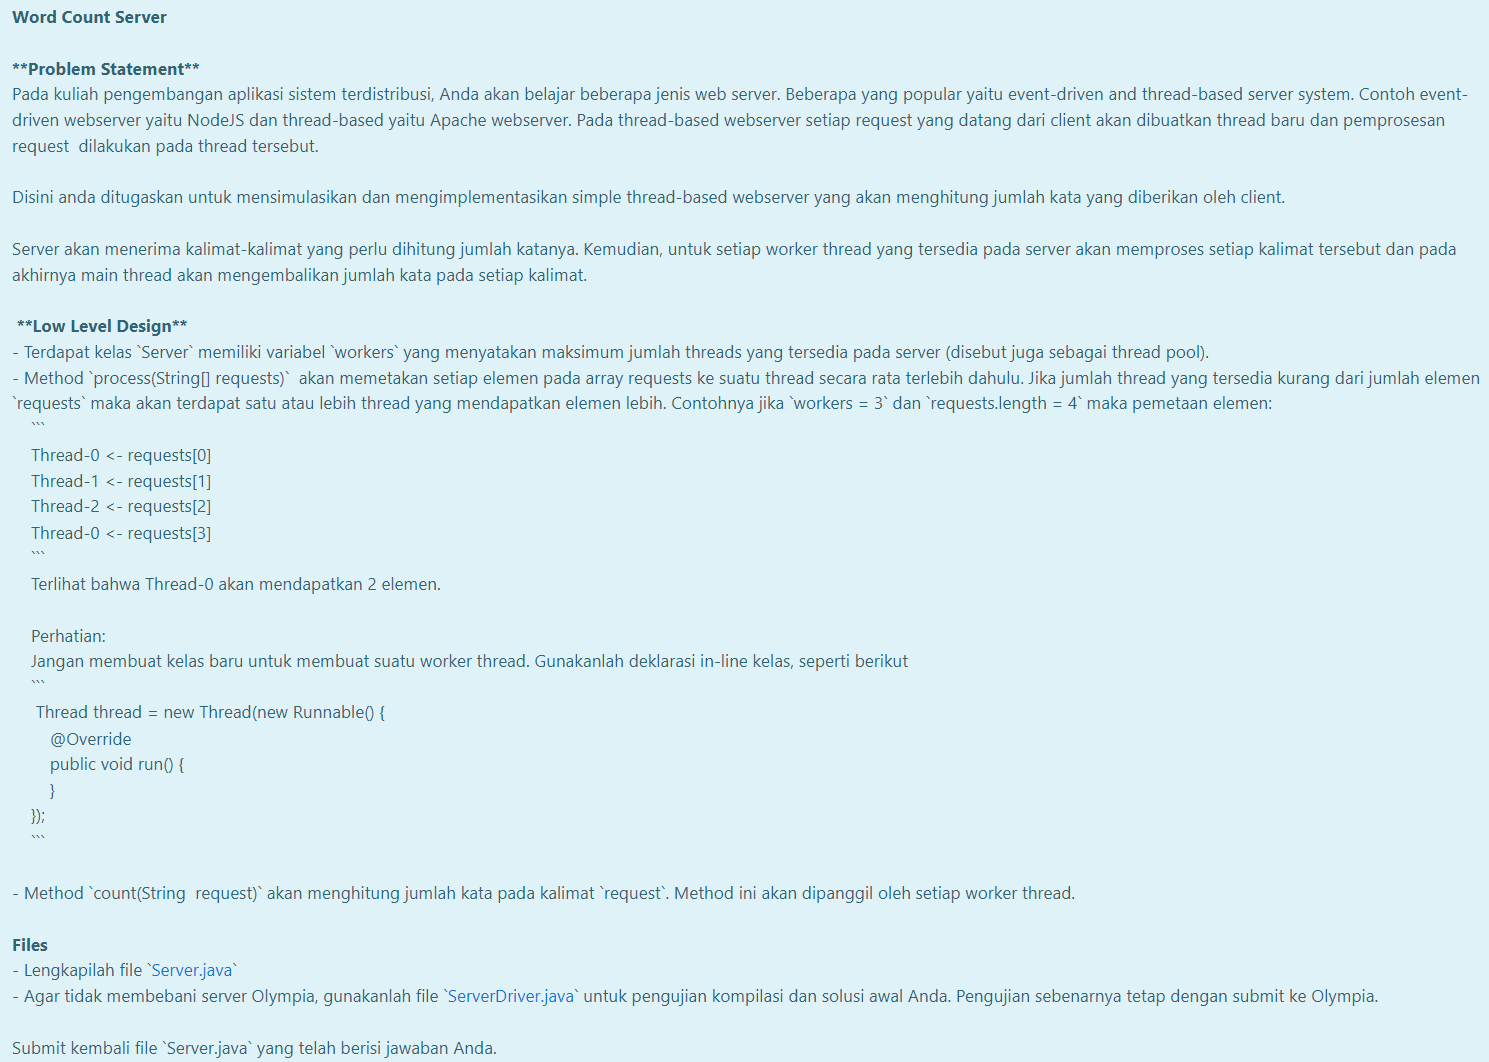 Word Count Server
**Problem Statement**
Pada kuliah pengembangan aplikasi sistem terdistribusi, Anda akan belajar beberapa jenis web server. Beberapa yang popular yaitu event-driven and thread-based server system. Contoh event-
driven webserver yaitu NodeJS dan thread-based yaitu Apache webserver. Pada thread-based webserver setiap request yang datang dari client akan dibuatkan thread baru dan pemprosesan
request  dilakukan pada thread tersebut.
Disini anda ditugaskan untuk mensimulasikan dan mengimplementasikan simple thread-based webserver yang akan menghitung jumlah kata yang diberikan oleh client.
Server akan menerima kalimat-kalimat yang perlu dihitung jumlah katanya. Kemudian, untuk setiap worker thread yang tersedia pada server akan memproses setiap kalimat tersebut dan pada
akhirnya main thread akan mengembalikan jumlah kata pada setiap kalimat.
**Low Level Design**
- Terdapat kelas `Server` memiliki variabel `workers` yang menyatakan maksimum jumlah threads yang tersedia pada server (disebut juga sebagai thread pool).
- Method `process(String[] requests)`  akan memetakan setiap elemen pada array requests ke suatu thread secara rata terlebih dahulu. Jika jumlah thread yang tersedia kurang dari jumlah elemen
`requests` maka akan terdapat satu atau lebih thread yang mendapatkan elemen lebih. Contohnya jika `workers = 3` dan `requests.length = 4` maka pemetaan elemen:
```
Thread-0 <- requests[0]
Thread-1 <- requests[1]
Thread-2 <- requests[2]
Thread-0 <- requests[3]
```
Terlihat bahwa Thread-0 akan mendapatkan 2 elemen.
Perhatian:
Jangan membuat kelas baru untuk membuat suatu worker thread. Gunakanlah deklarasi in-line kelas, seperti berikut
```
Thread thread = new Thread(new Runnable() {
@Override
public void run() {
}
});
```
- Method `count(String  request)` akan menghitung jumlah kata pada kalimat `request`. Method ini akan dipanggil oleh setiap worker thread.
Files
- Lengkapilah file `Server.java`
- Agar tidak membebani server Olympia, gunakanlah file `ServerDriver.java` untuk pengujian kompilasi dan solusi awal Anda. Pengujian sebenarnya tetap dengan submit ke Olympia.
Submit kembali file `Server.java` yang telah berisi jawaban Anda.